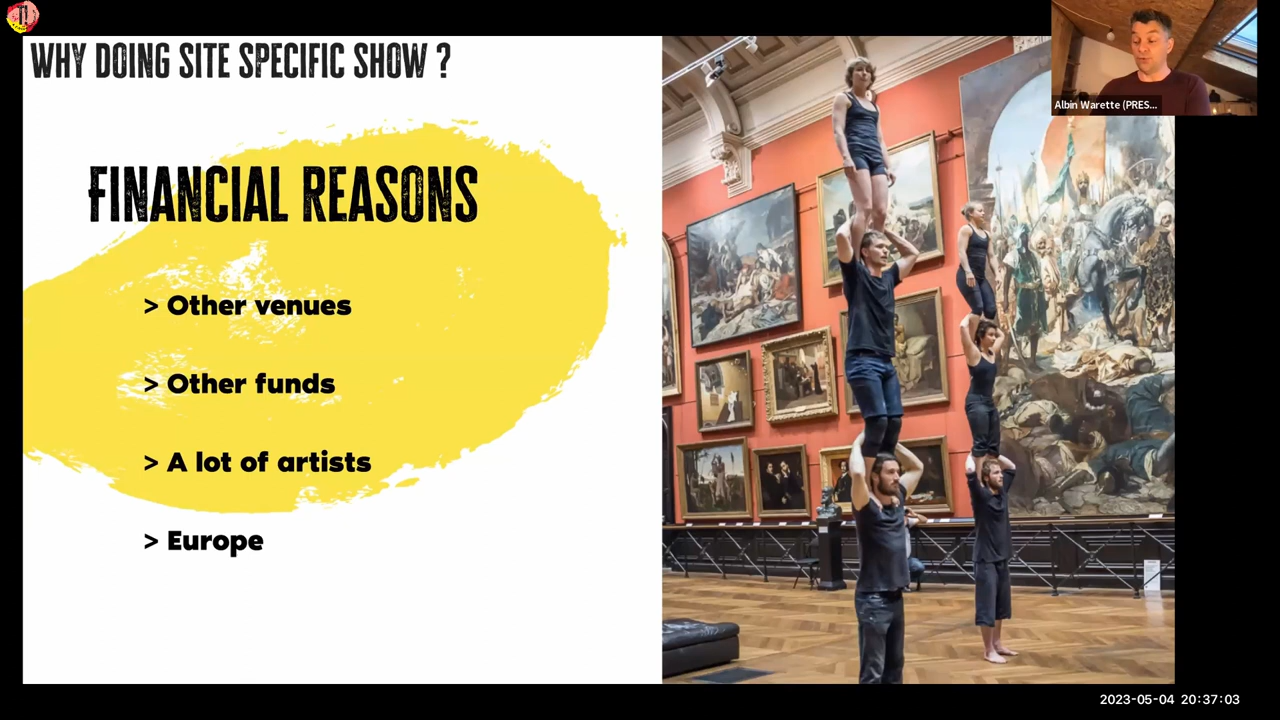 WHY DOING SITE SPECIFIC SHOW ?
FINANCIAL REASONS
> Other venues
> Other funds
> A lot of artists
> Europe
Albin Warette (PRES...
2023-05-04 20:37:03